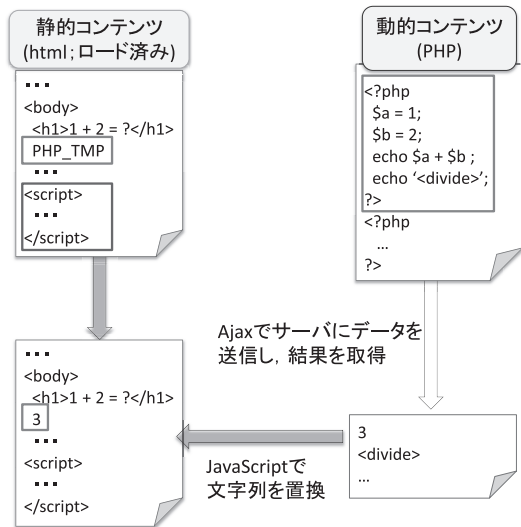 静的コンテンツ
(html；ロード済み)
▪▪▪
<body>
<h1>1 + 2 = ?</h1>
PHP_TMP
▪▪▪
<script>
▪▪▪
</script>
動的コンテンツ
(PHP)
<?php
$a = 1;
$b = 2;
echo $a + $b ;
echo ‘<divide>’;
?>
<?php
...
?>
Ajaxでサーバにデータを
送信し，結果を取得
▪▪▪
<body>
<h1>1 + 2 = ?</h1>
3
▪▪▪
<script>
▪▪▪
</script>
JavaScriptで
文字列を置換
3
<divide>
...